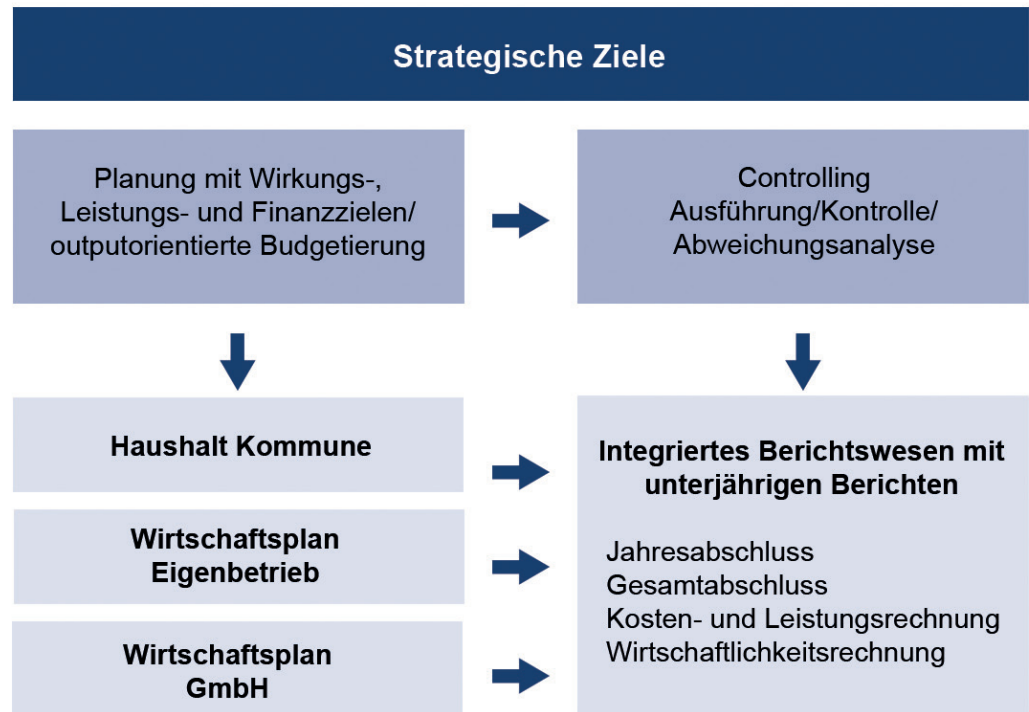 Strategische Ziele
Planung mit Wirkungs-,
Leistungs- und Finanzzielen/
outputorientierte Budgetierung
Controlling
Ausführung/Kontrolle/
Abweichungsanalyse
Haushalt Kommune
Wirtschaftsplan
Eigenbetrieb
Wirtschaftsplan
GmbH
Integriertes Berichtswesen mit
unterjährigen Berichten
Jahresabschluss
Gesamtabschluss
Kosten- und Leistungsrechnung
Wirtschaftlichkeitsrechnung